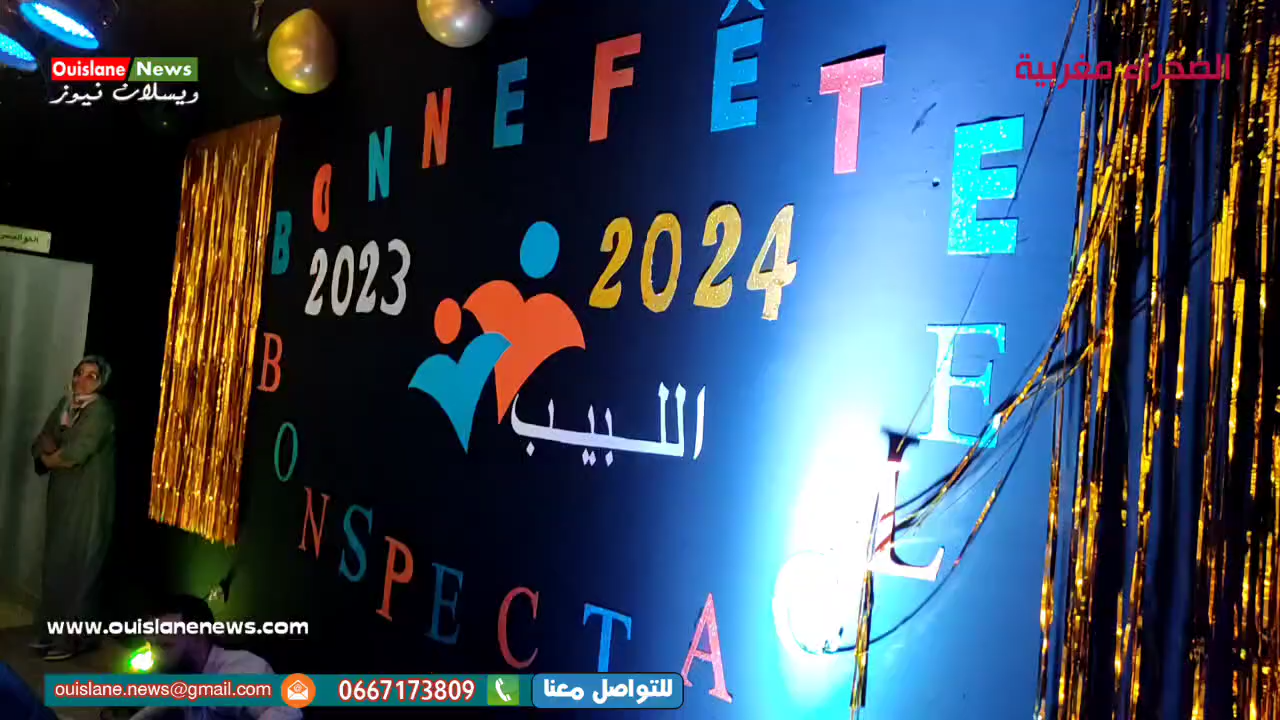 Ouislane News
ويسلان نيوز
الصحراء مغربية
BONNE FÊTE
2023
2024
اللبيب
BON SPECTACLE
www.ouislanenews.com
ouislane.news@gmail.com
0667173809
للتواصل معنا